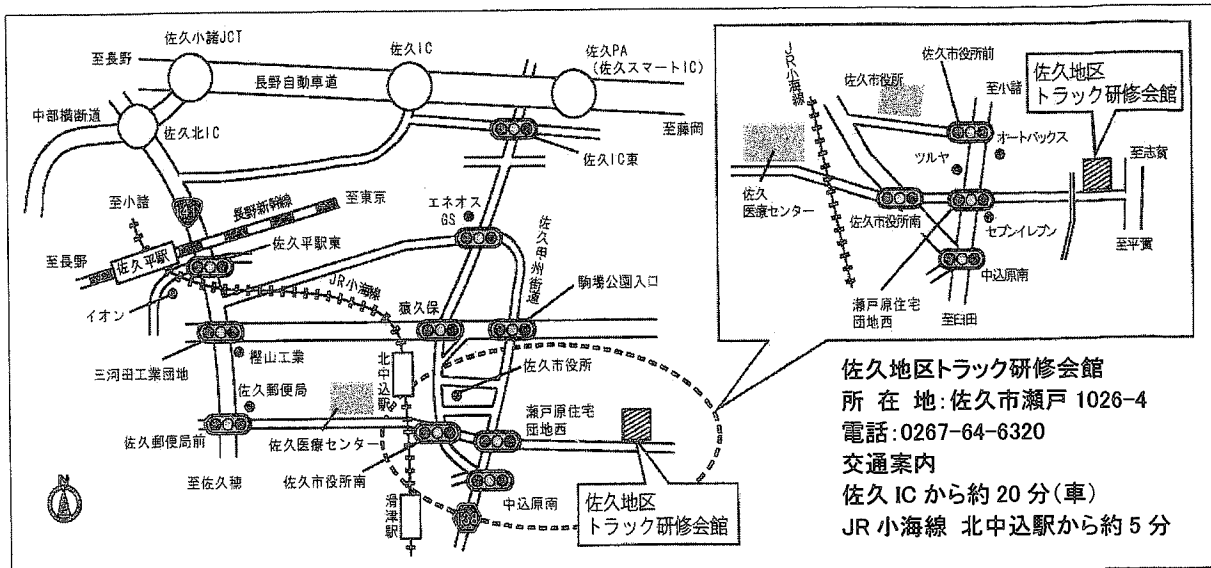 佐久小諸JCT
至長野
長野自動車道
佐久IC
佐久PA
(佐久スマートIC)
至藤岡
中部横断道
佐久北IC
佐久IC東
至小諸
長野新幹線
至東京
エネオス
GS
佐久甲州街道
至長野
佐久平駅
佐久平駅東
イオン
JR小海線
猿久保
駒場公園入口
三河田工業団地
樫山工業
北中込駅
佐久市役所
佐久郵便局
瀬戸原住宅
団地西
佐久郵便局前
佐久医療センター
至佐久穂
佐久市役所南
中込原南
滑津駅
佐久地区
トラック研修会館
N
JR小海線
佐久市役所前
佐久市役所
至小諸
佐久地区
トラック研修会館
オートバックス
ツルヤ
至志賀
佐久
医療センター
佐久市役所南
セブンイレブン
至平賀
中込原南
瀬戸原住宅
団地西
至臼田
佐久地区トラック研修会館
所 在 地:佐久市瀬戸 1026-4
電話:0267-64-6320
交通案内
佐久 IC から約 20 分(車)
JR 小海線 北中込駅から約 5 分